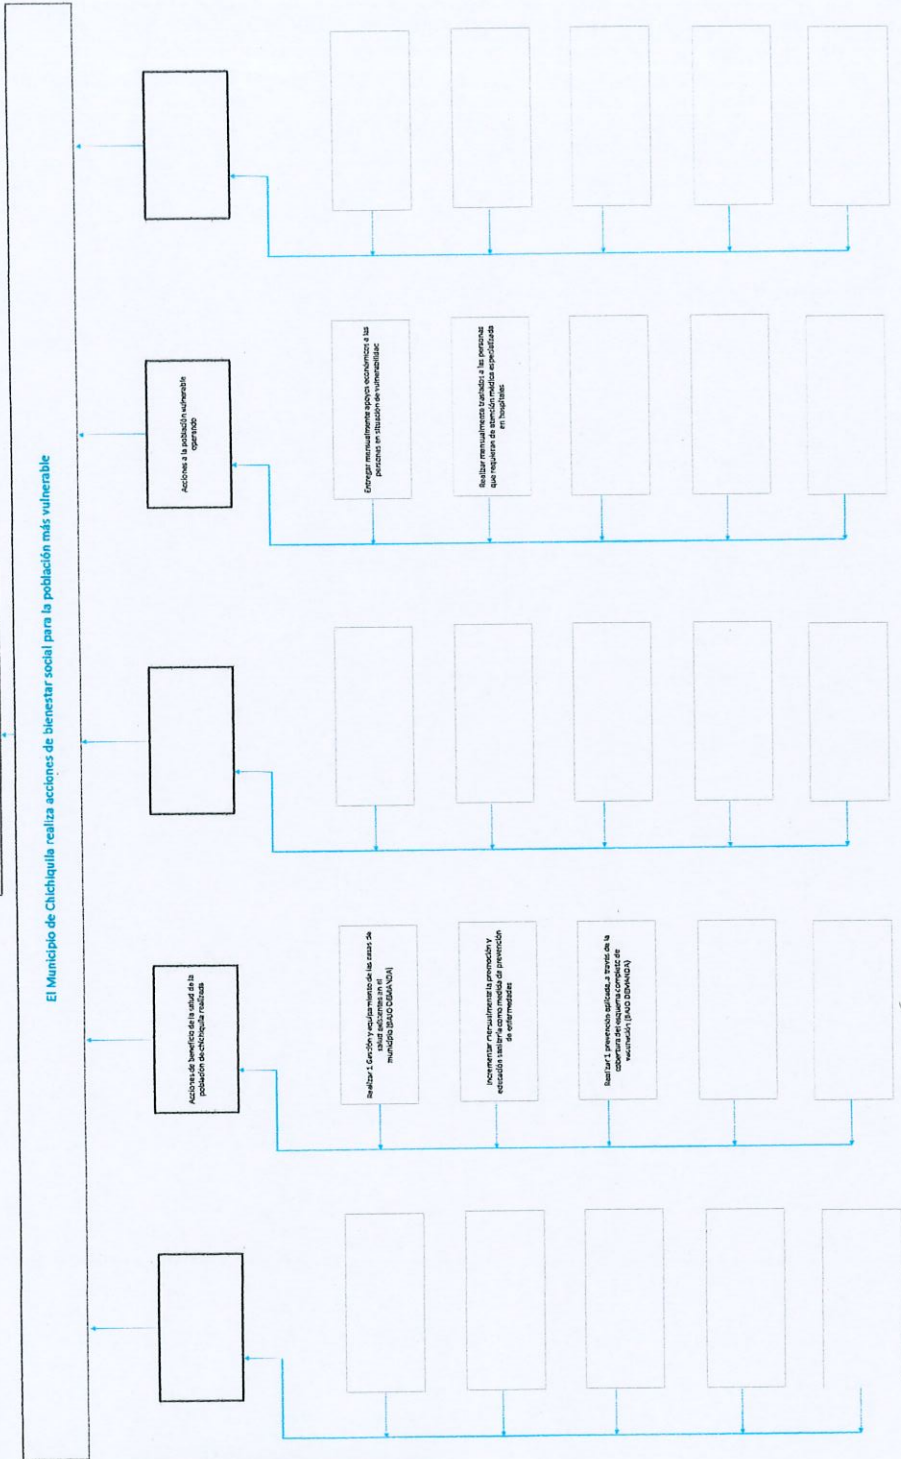 El Municipio de Chichiquila realiza acciones de bienestar social para la población más vulnerable
Acciones de beneficio de la salud de la
población de chichiquila realizada
Realizar 1 Gestión y equipamiento de las casas de
salud existentes en el
municipio (BAJO DEMANDA)
Incrementar mensualmente la promoción y
educación sanitaria como medida de prevención
de enfermedades
Realizar 1 prevención aplicada, a través de la
cobertura del esquema completo de
vacunación (BAJO DEMANDA)
Acciones a la población vulnerable
operando
Entregar mensualmente apoyos económicos a las
personas en situación de vulnerabilidad
Realizar mensualmente traslados a las personas
que requieran de atención médica especializada
en hospitales